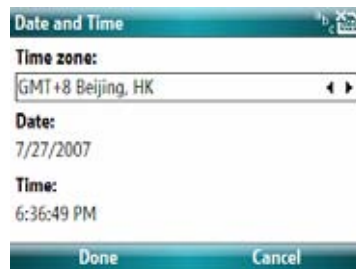 Date and Time
abc
Time zone:
GMT+8 Beijing, HK
Date:
7/27/2007
Time:
6:36:49 PM
Done Cancel